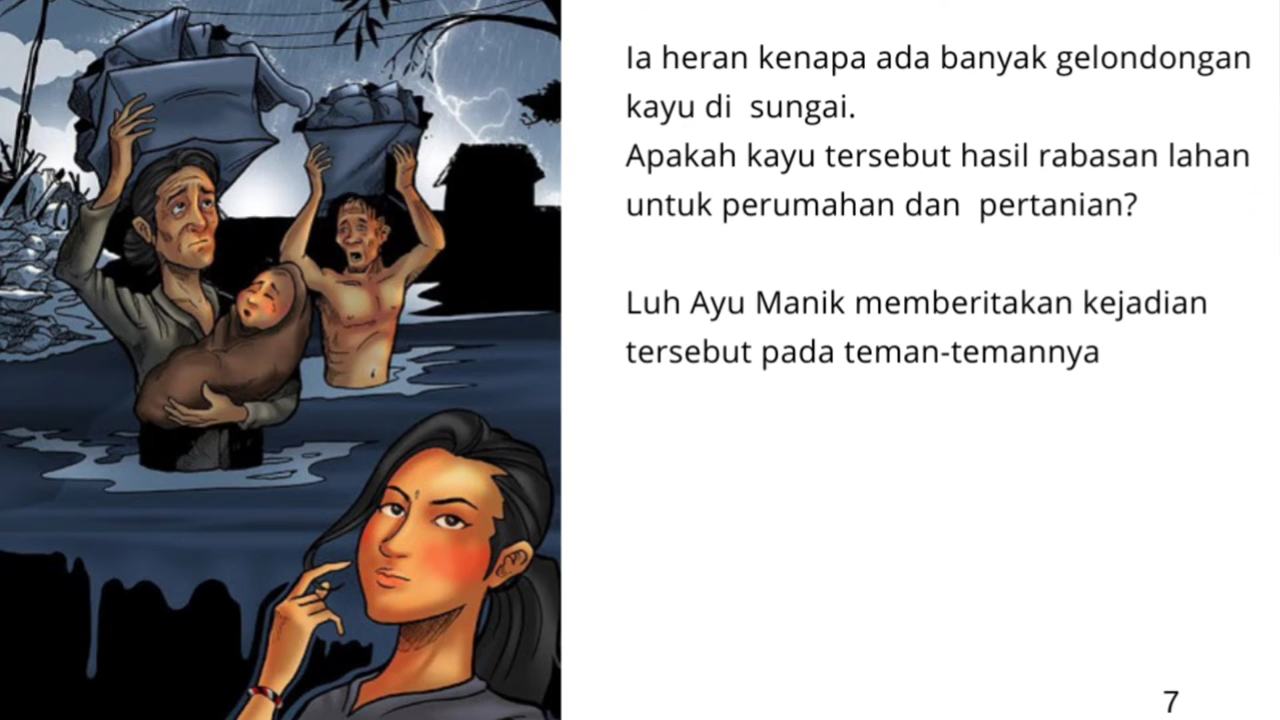 Ia heran kenapa ada banyak gelondongan
kayu di sungai.
Apakah kayu tersebut hasil rabasan lahan
untuk perumahan dan pertanian?
Luh Ayu Manik memberitakan kejadian
tersebut pada teman-temannya
7